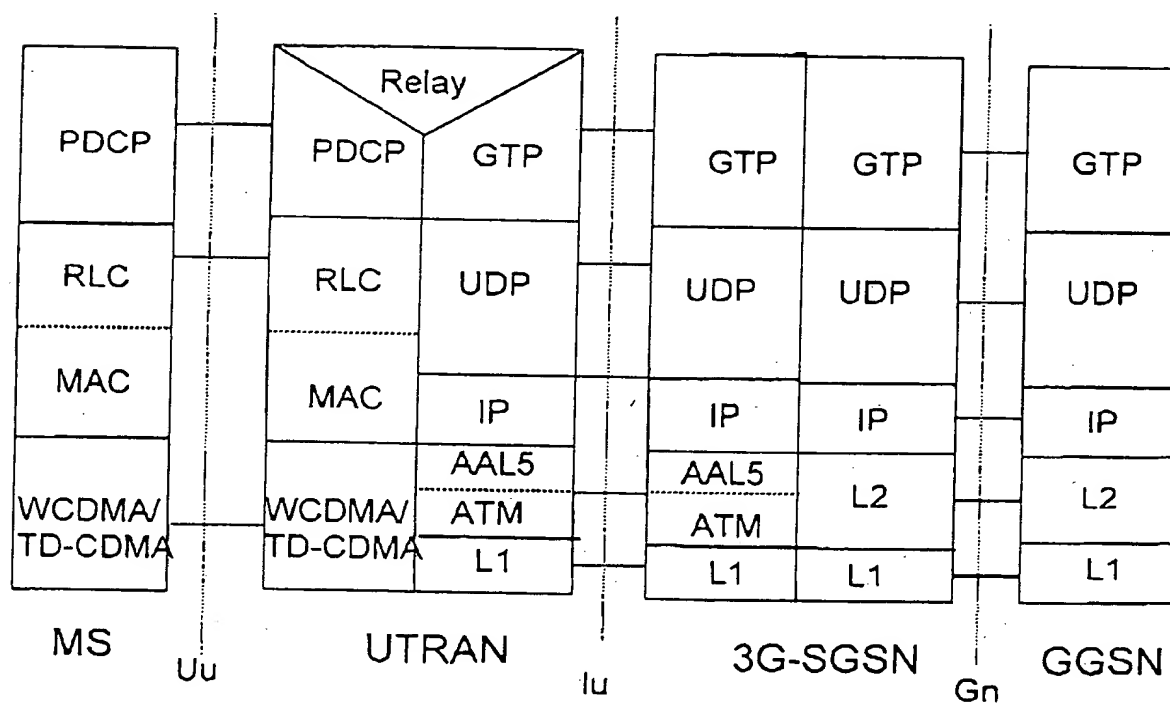 Relay
PDCP
PDCP
GTP
GTP
GTP
GTP
RLC
RLC
UDP
UDP
UDP
UDP
MAC
MAC
IP
IP
IP
IP
AAL5
AAL5
WCDMA/
TD-CDMA
WCDMA/
TD-CDMA
ATM
ATM
L2
L2
L1
L1
L1
L1
MS
Uu
UTRAN
Iu
3G-SGSN
Gn
GGSN